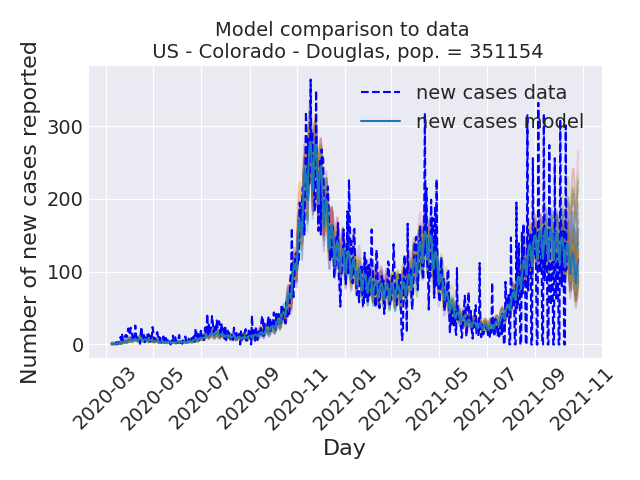 Model comparison to data
US - Colorado - Douglas, pop. = 351154
Number of new cases reported
300
200
100
0
new cases data
new cases model
2020-03
2020-05
2020-07
2020-09
2020-11
2021-01
2021-03
2021-05
2021-07
2021-09
2021-11
Day